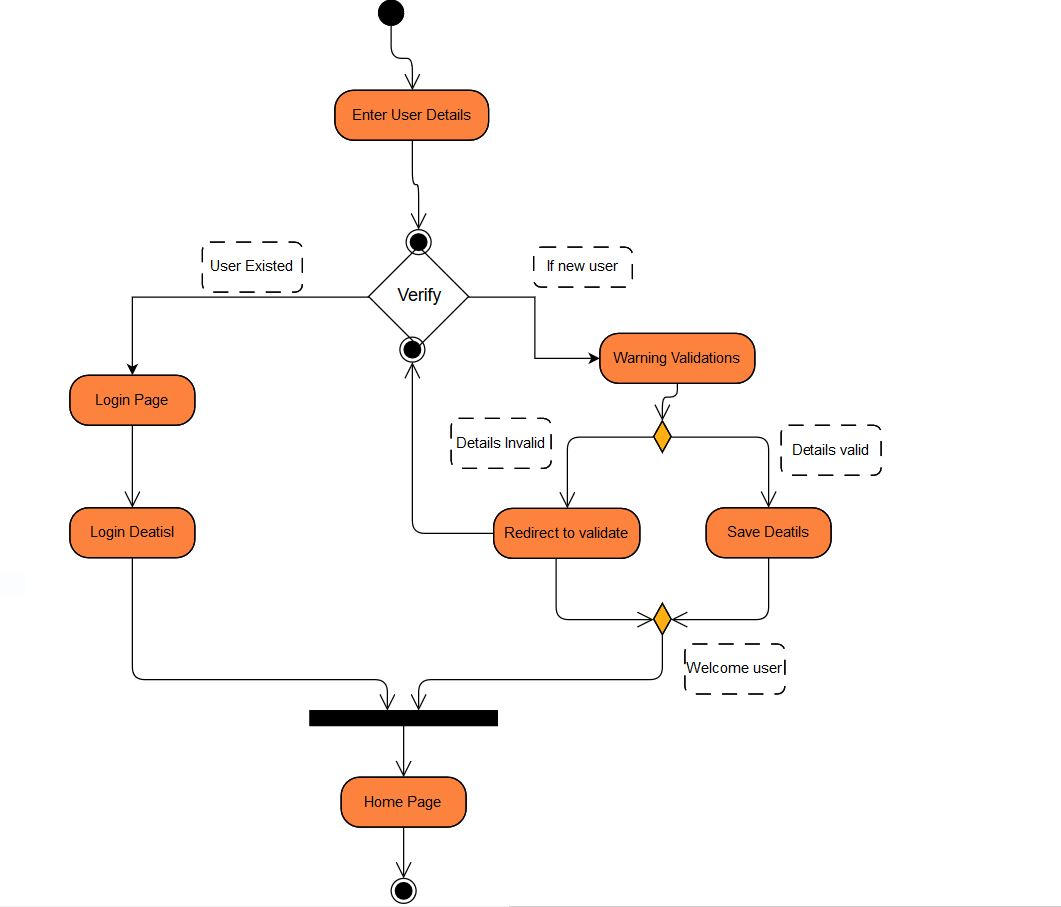 Enter User Details
User Existed
If new user
Verify
Warning Validations
Login Page
Details Invalid
Details valid
Login Deatisl
Redirect to validate
Save Deatils
Welcome user
Home Page